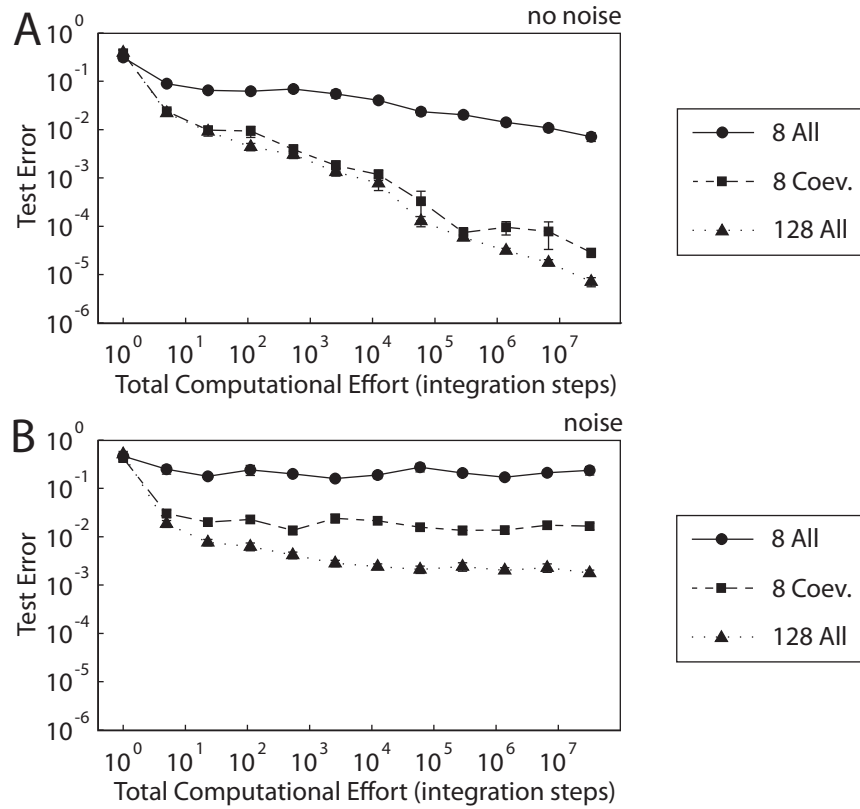 A
no noise
10^0
10^-1
10^-2
10^-3
10^-4
10^-5
10^-6
Test Error
10^0 10^1 10^2 10^3 10^4 10^5 10^6 10^7
Total Computational Effort (integration steps)
8 All
8 Coev.
128 All
B
noise
10^0
10^-1
10^-2
10^-3
10^-4
10^-5
10^-6
Test Error
10^0 10^1 10^2 10^3 10^4 10^5 10^6 10^7
Total Computational Effort (integration steps)
8 All
8 Coev.
128 All